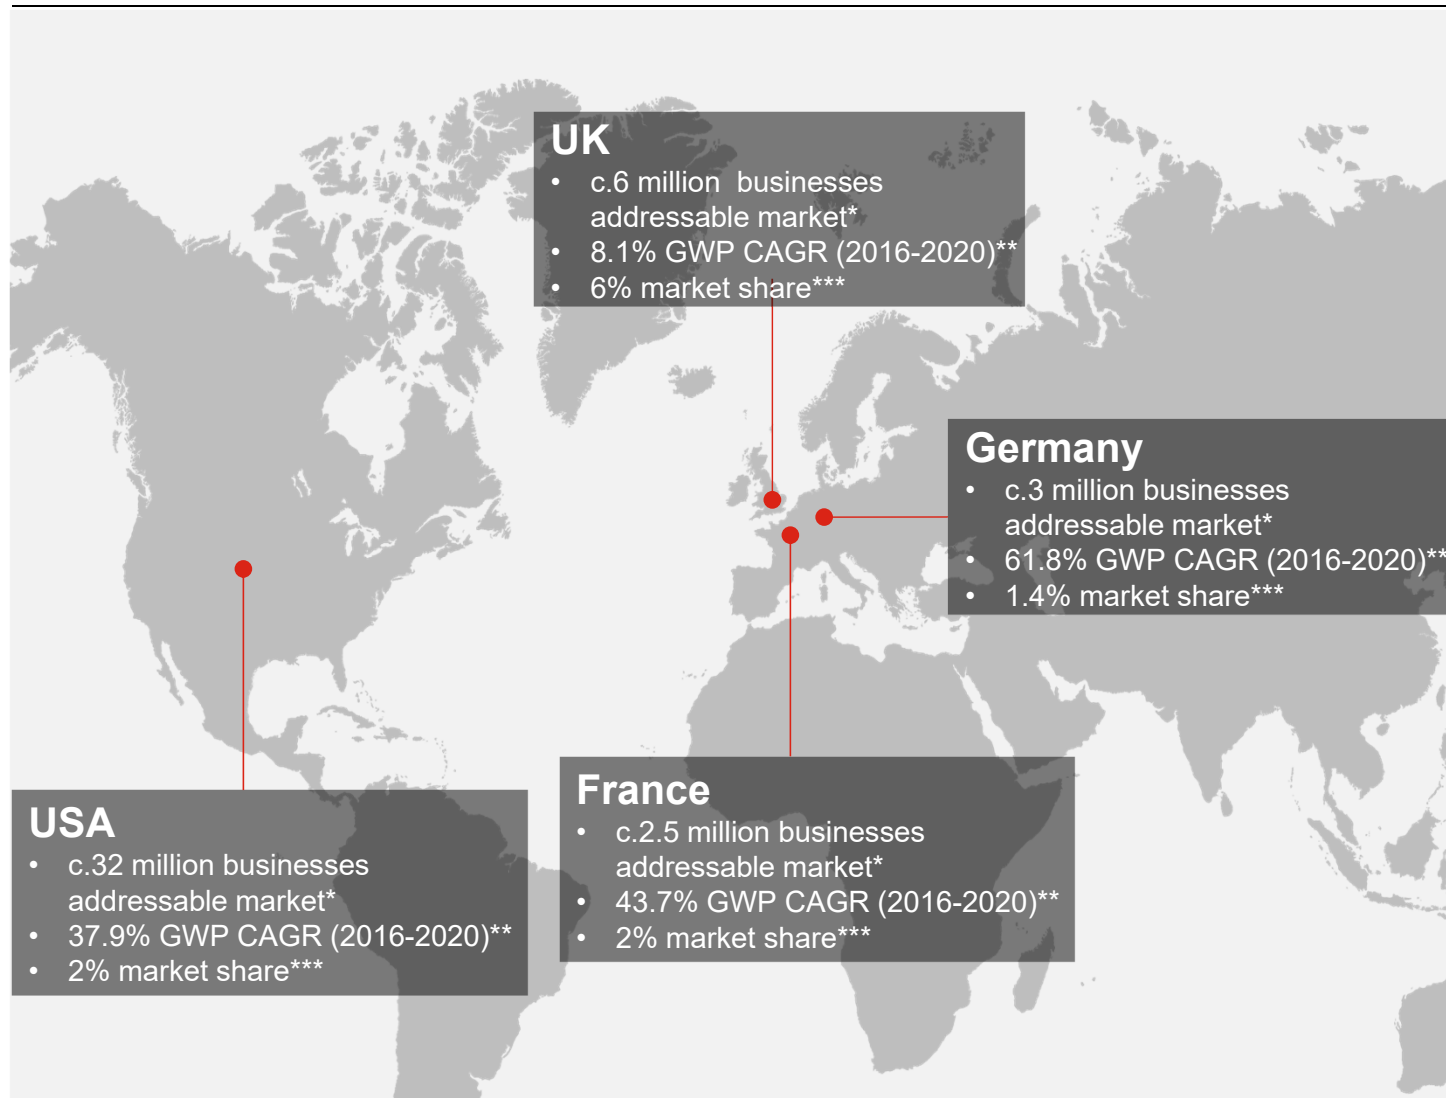 UK
• c.6 million businesses
addressable market*
• 8.1% GWP CAGR (2016-2020)**
• 6% market share***
Germany
• c.3 million businesses
addressable market*
• 61.8% GWP CAGR (2016-2020)**
• 1.4% market share***
France
• c.2.5 million businesses
addressable market*
• 43.7% GWP CAGR (2016-2020)**
• 2% market share***
USA
• c.32 million businesses
addressable market*
• 37.9% GWP CAGR (2016-2020)**
• 2% market share***